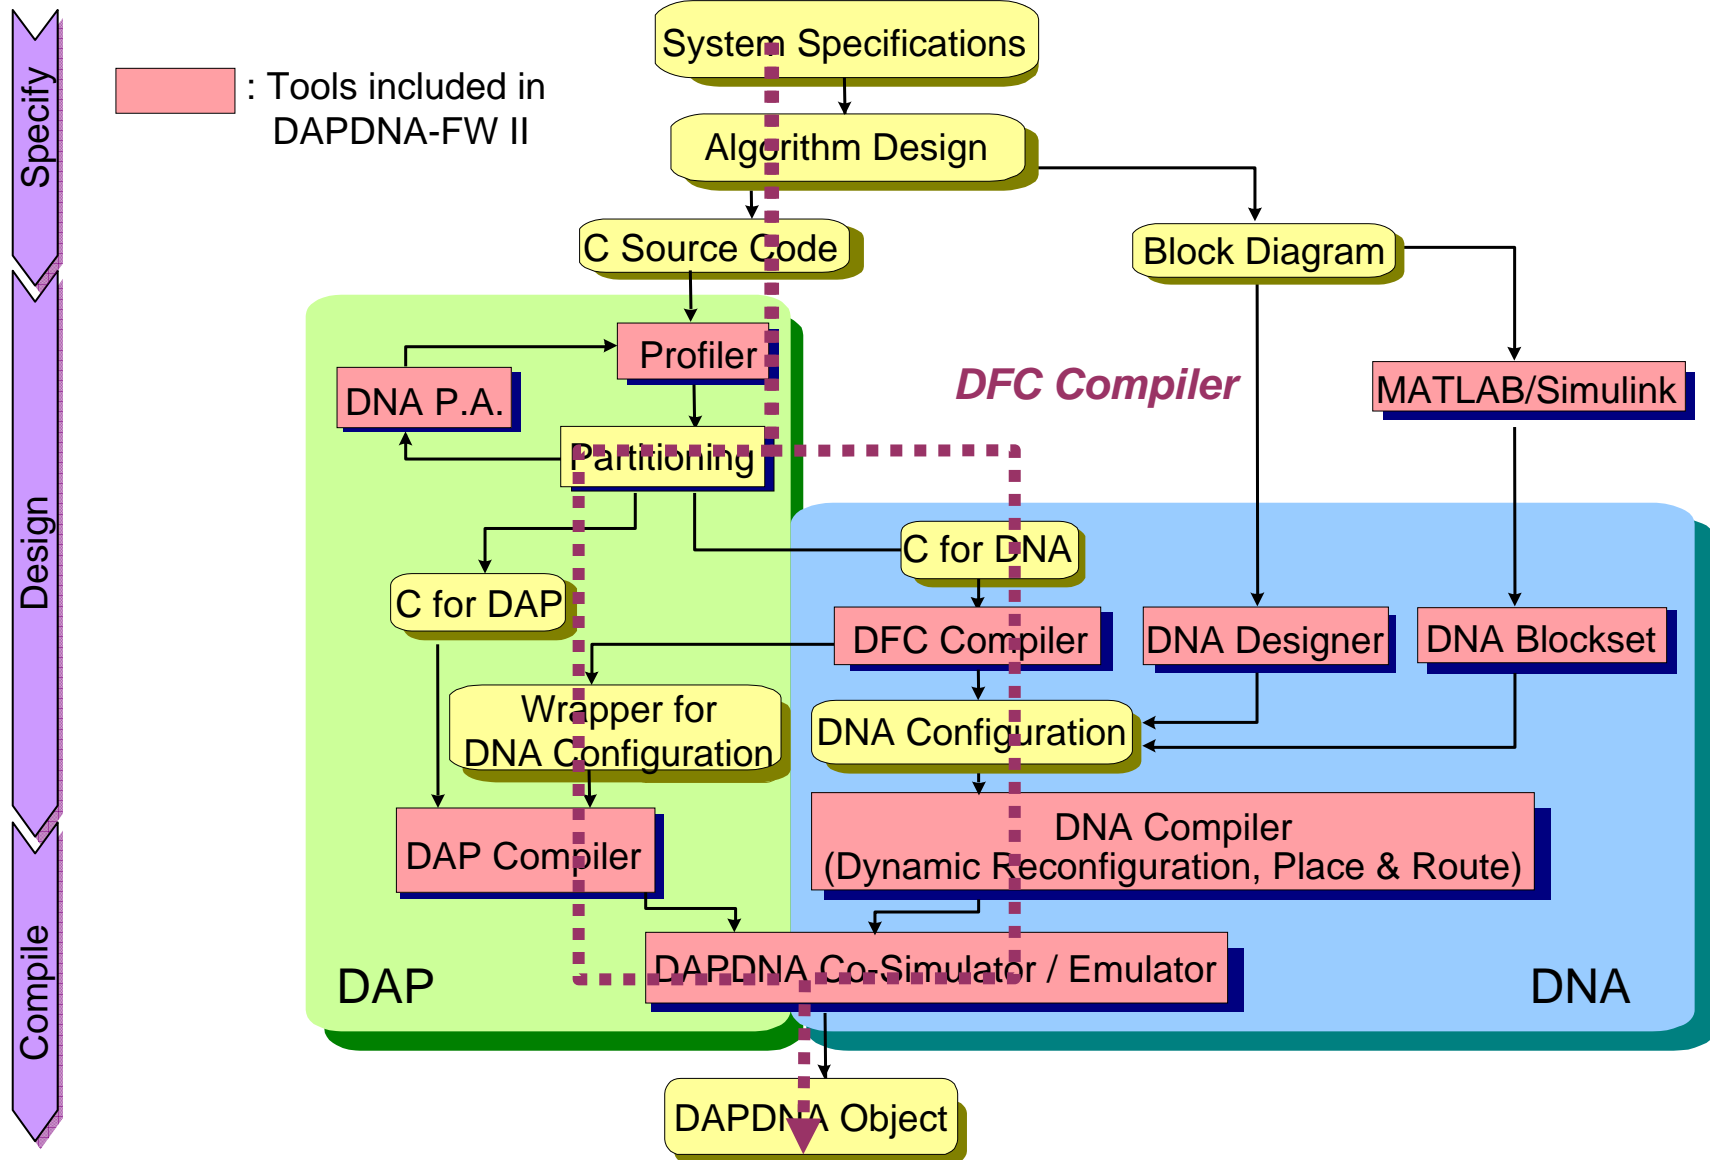 System Specifications
: Tools included in
DAPDNA-FW II
Specify
Algorithm Design
C Source Code
Block Diagram
Profiler
DFC Compiler
MATLAB/Simulink
DNA P.A.
Partitioning
Design
C for DNA
C for DAP
DFC Compiler
DNA Designer
DNA Blockset
Wrapper for
DNA Configuration
DNA Configuration
DNA Compiler
(Dynamic Reconfiguration, Place & Route)
DAP Compiler
Compile
DAPDNA Co-Simulator / Emulator
DAP
DNA
DAPDNA Object